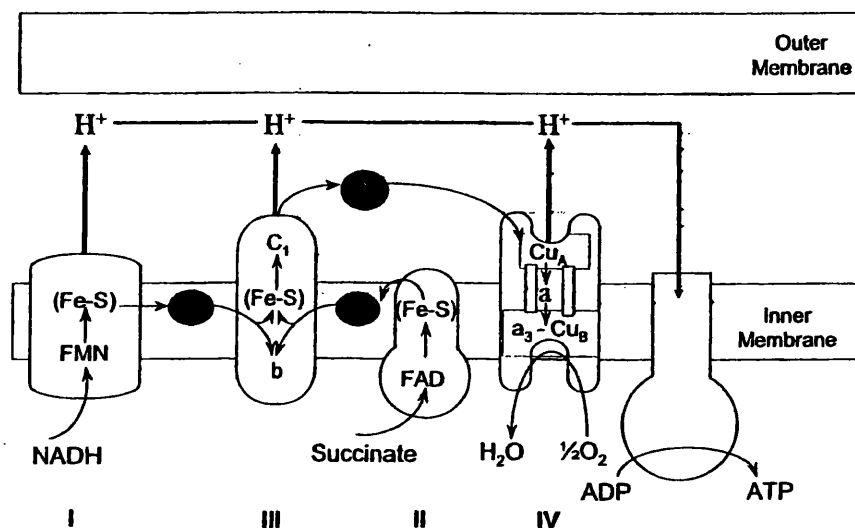 Outer
Membrane
H⁺ H⁺ H⁺
C₁ Cu_A
(Fe-S) (Fe-S) (Fe-S) a
Inner
Membrane
FMN b FAD a₃ - Cu_B
NADH Succinate H₂O ½O₂
ADP ATP
I III II IV